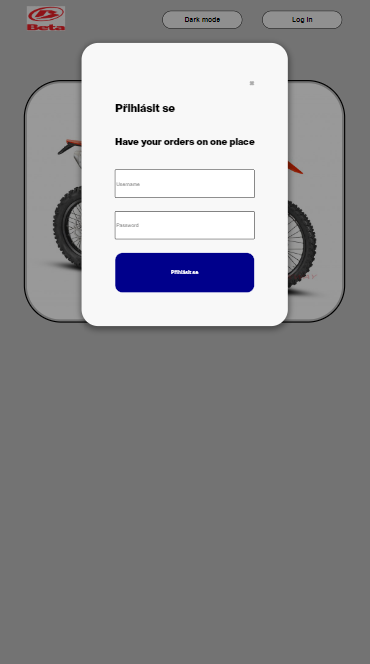 Beta
Dark mode
Log In
Přihlásit se
Have your orders on one place
Username
Password
Přihlásit se